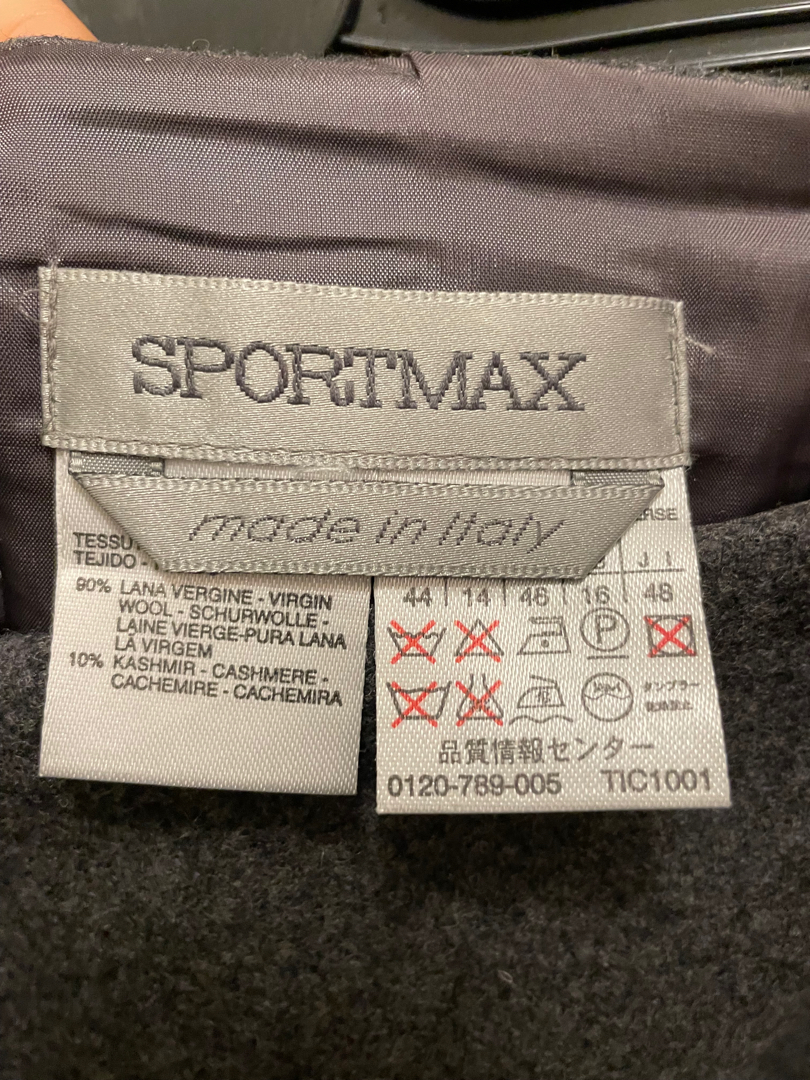 SPORTMAX
made in Italy
TESSU
TEJIDO -
90% LANA VERGINE - VIRGIN
WOOL - SCHURWOLLE -
LAINE VIERGE-PURA LANA
LA VIRGEM
10% KASHMIR - CASHMERE -
CACHEMIRE - CACHEMIRA
ERSE
J I
44 14 46 16 48
P
品質情報センター
0120-789-005 TIC1001